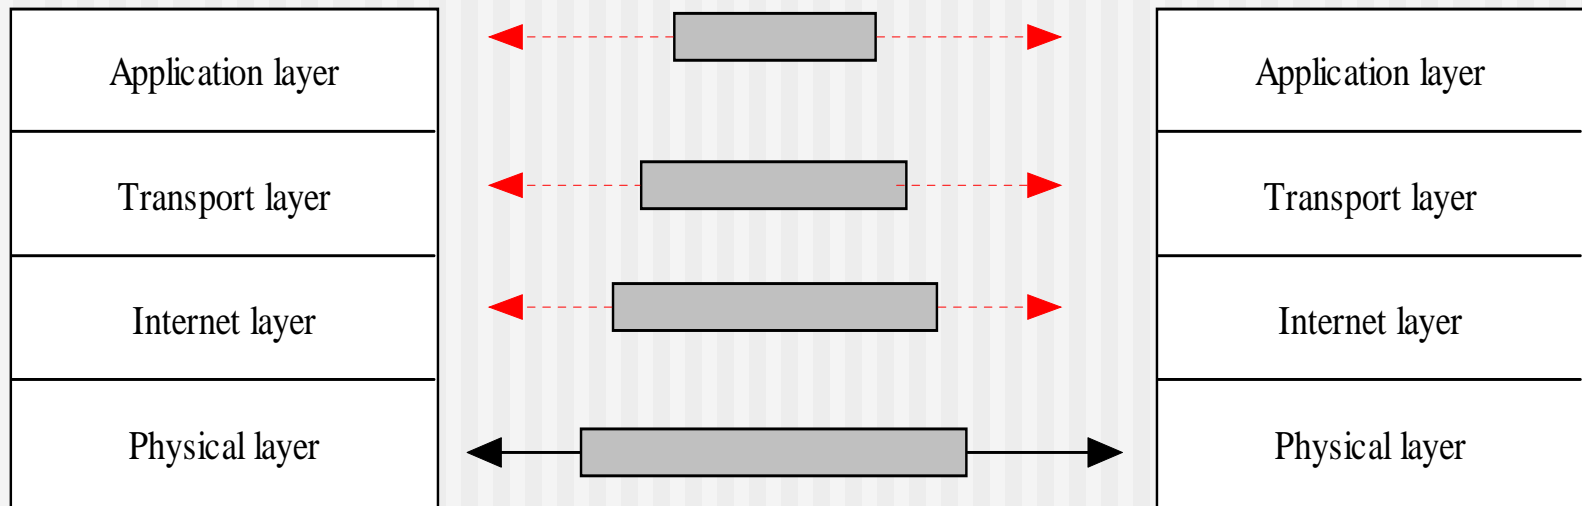 Application layer
Application layer
Transport layer
Transport layer
Internet layer
Internet layer
Physical layer
Physical layer